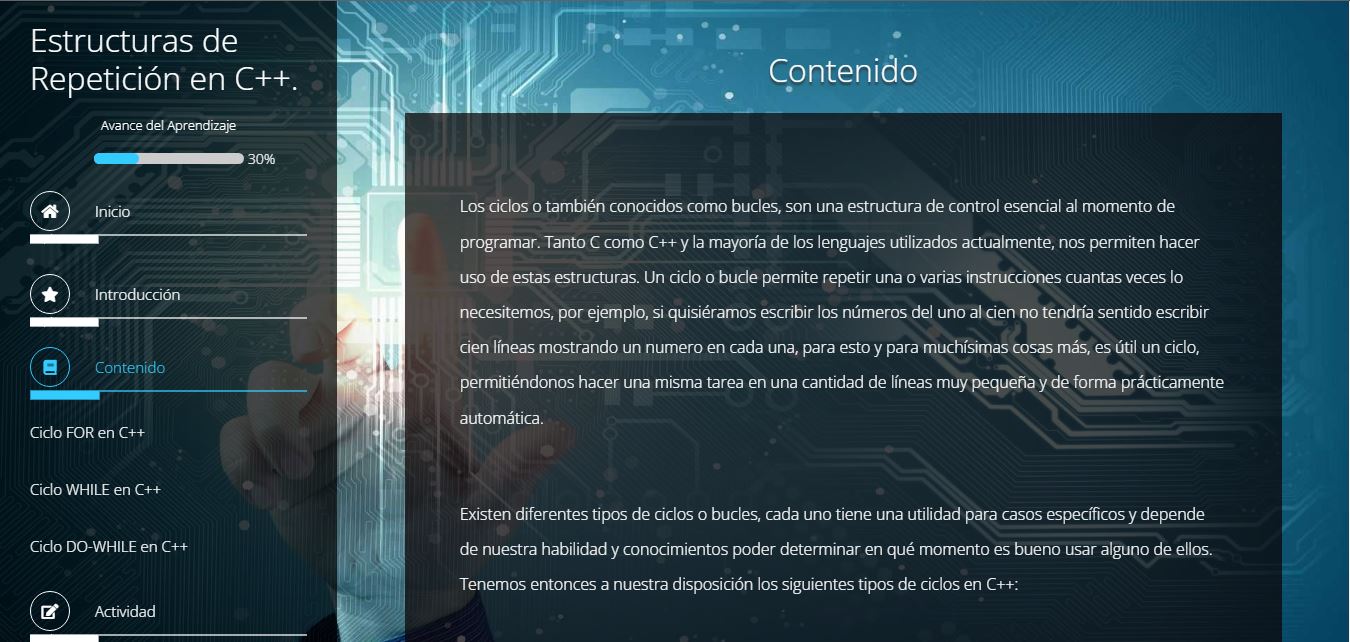 Estructuras de
Repetición en C++.
Avance del Aprendizaje
30%
Inicio
Introducción
Contenido
Ciclo FOR en C++
Ciclo WHILE en C++
Ciclo DO-WHILE en C++
Actividad
Contenido
Los ciclos o también conocidos como bucles, son una estructura de control esencial al momento de
programar. Tanto C como C++ y la mayoría de los lenguajes utilizados actualmente, nos permiten hacer
uso de estas estructuras. Un ciclo o bucle permite repetir una o varias instrucciones cuantas veces lo
necesitemos, por ejemplo, si quisiéramos escribir los números del uno al cien no tendría sentido escribir
cien líneas mostrando un numero en cada una, para esto y para muchísimas cosas más, es útil un ciclo,
permitiéndonos hacer una misma tarea en una cantidad de líneas muy pequeña y de forma prácticamente
automática.
Existen diferentes tipos de ciclos o bucles, cada uno tiene una utilidad para casos específicos y depende
de nuestra habilidad y conocimientos poder determinar en qué momento es bueno usar alguno de ellos.
Tenemos entonces a nuestra disposición los siguientes tipos de ciclos en C++: